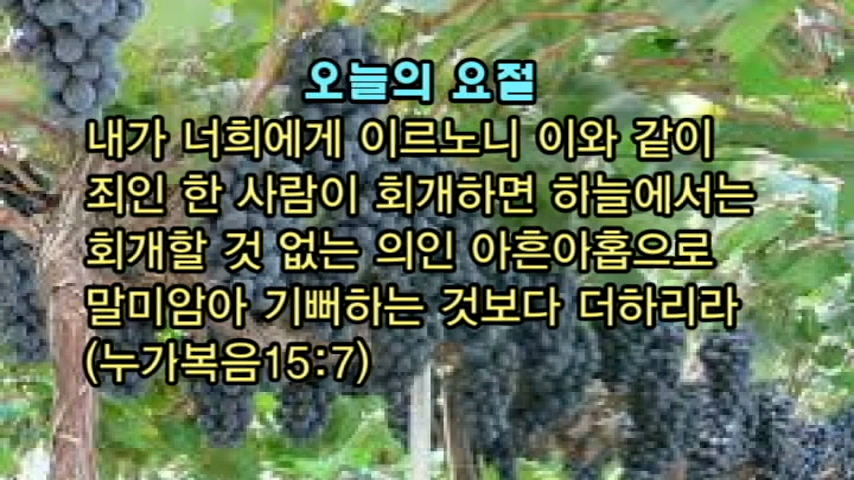 오늘의 요절
내가 너희에게 이르노니 이와 같이
죄인 한 사람이 회개하면 하늘에서는
회개할 것 없는 의인 아흔아홉으로
말미암아 기뻐하는 것보다 더하리라
(누가복음15:7)